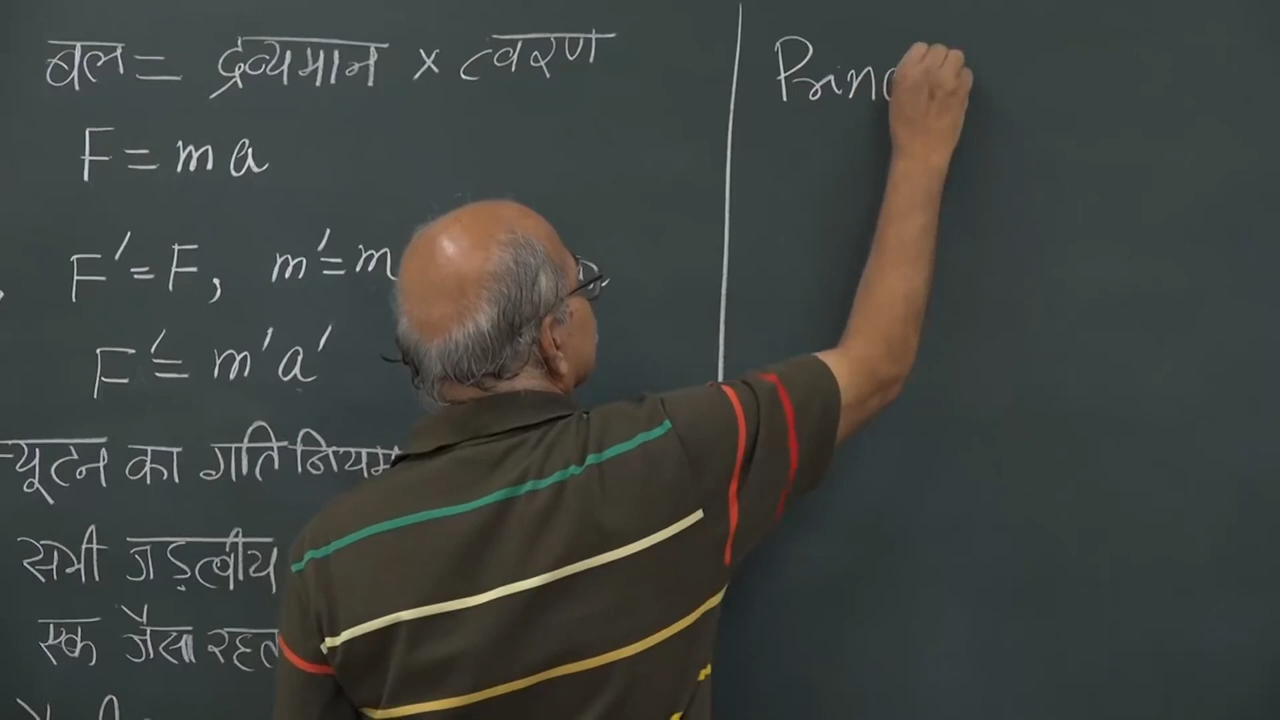 बल = द्रव्यमान × त्वरण
F = ma
F' = F, m' = m
F' = m'a'
न्यूटन का गति नियम
सभी जड़त्वीय
एक जैसा रहत
Princ